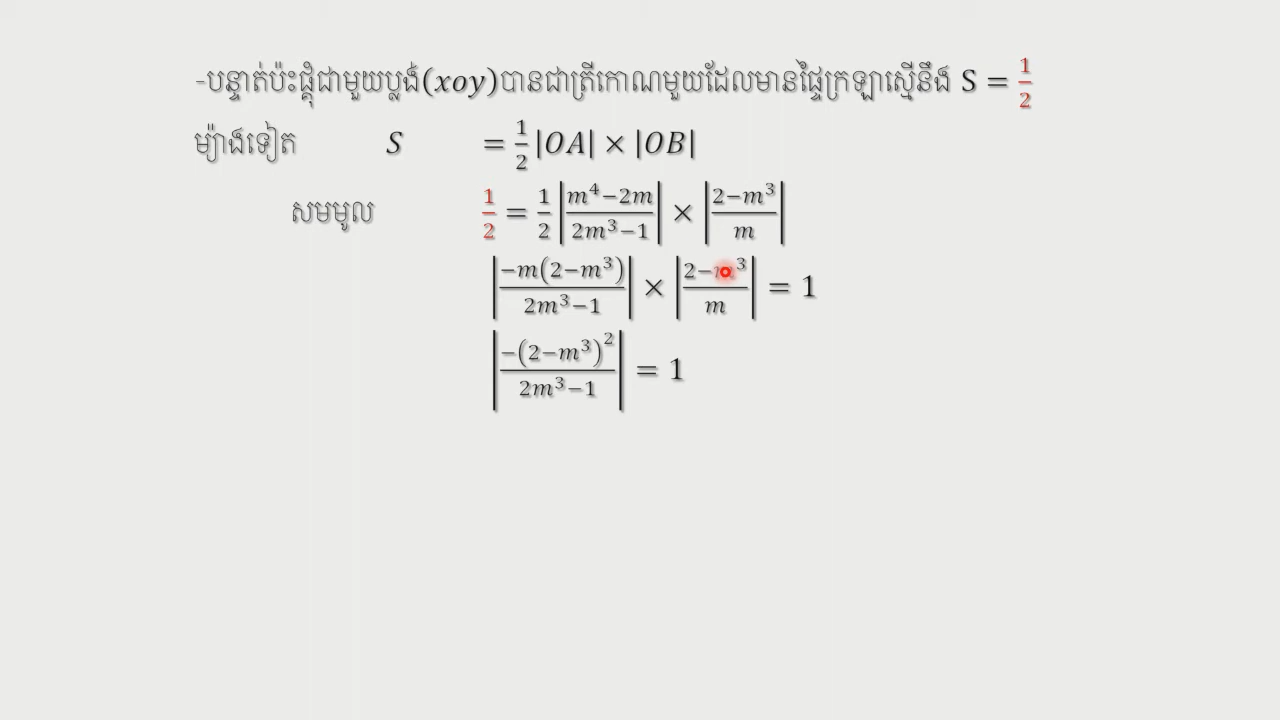 -បន្ទាត់ប៉ះផ្គុំជាមួយប្លង់(xoy)បានជាត្រីកោណមួយដែលមានផ្ទៃក្រឡាស្មើនឹង S = 1/2
ម៉្យាងទៀត S = 1/2 |OA| × |OB|
សមមូល 1/2 = 1/2 |(m⁴−2m)/(2m³−1)| × |(2−m³)/m|
|(−m(2−m³))/(2m³−1)| × |(2−m³)/m| = 1
|(−(2−m³)²)/(2m³−1)| = 1